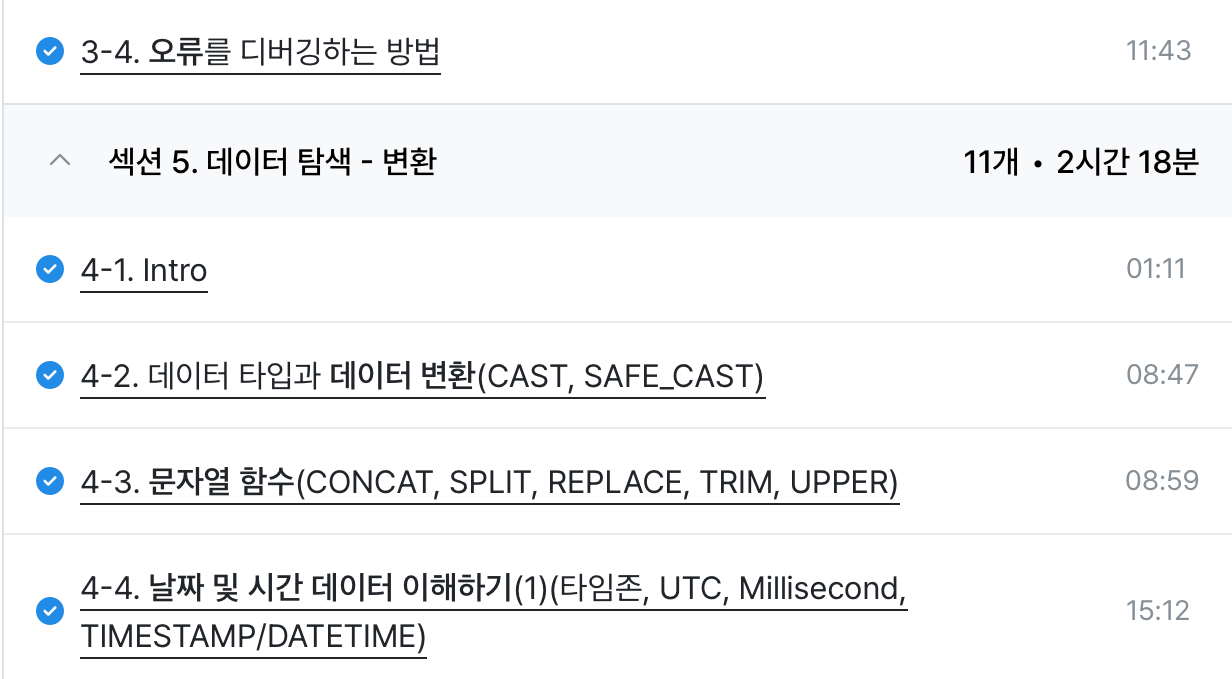 3-4. 오류를 디버깅하는 방법 11:43
섹션 5. 데이터 탐색 - 변환 11개 • 2시간 18분
4-1. Intro 01:11
4-2. 데이터 타입과 데이터 변환(CAST, SAFE_CAST) 08:47
4-3. 문자열 함수(CONCAT, SPLIT, REPLACE, TRIM, UPPER) 08:59
4-4. 날짜 및 시간 데이터 이해하기(1)(타임존, UTC, Millisecond,
TIMESTAMP/DATETIME) 15:12